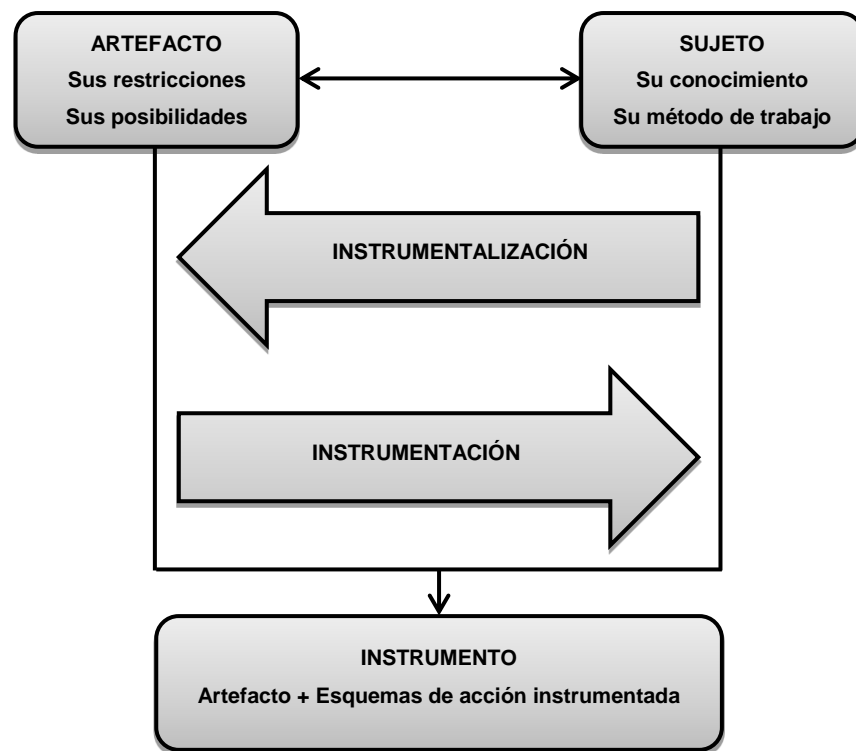 ARTEFACTO
Sus restricciones
Sus posibilidades
SUJETO
Su conocimiento
Su método de trabajo
INSTRUMENTALIZACIÓN
INSTRUMENTACIÓN
INSTRUMENTO
Artefacto + Esquemas de acción instrumentada